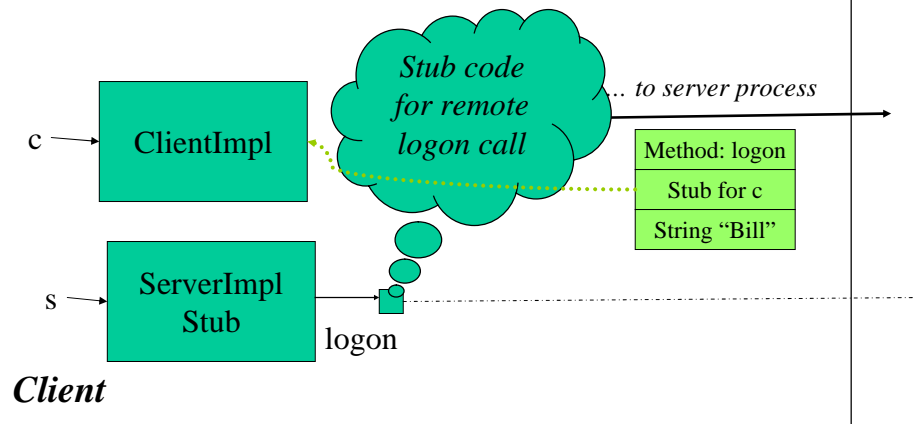 Stub code
for remote
logon call
... to server process
c
ClientImpl
Method: logon
Stub for c
String “Bill”
s
ServerImpl
Stub
logon
Client